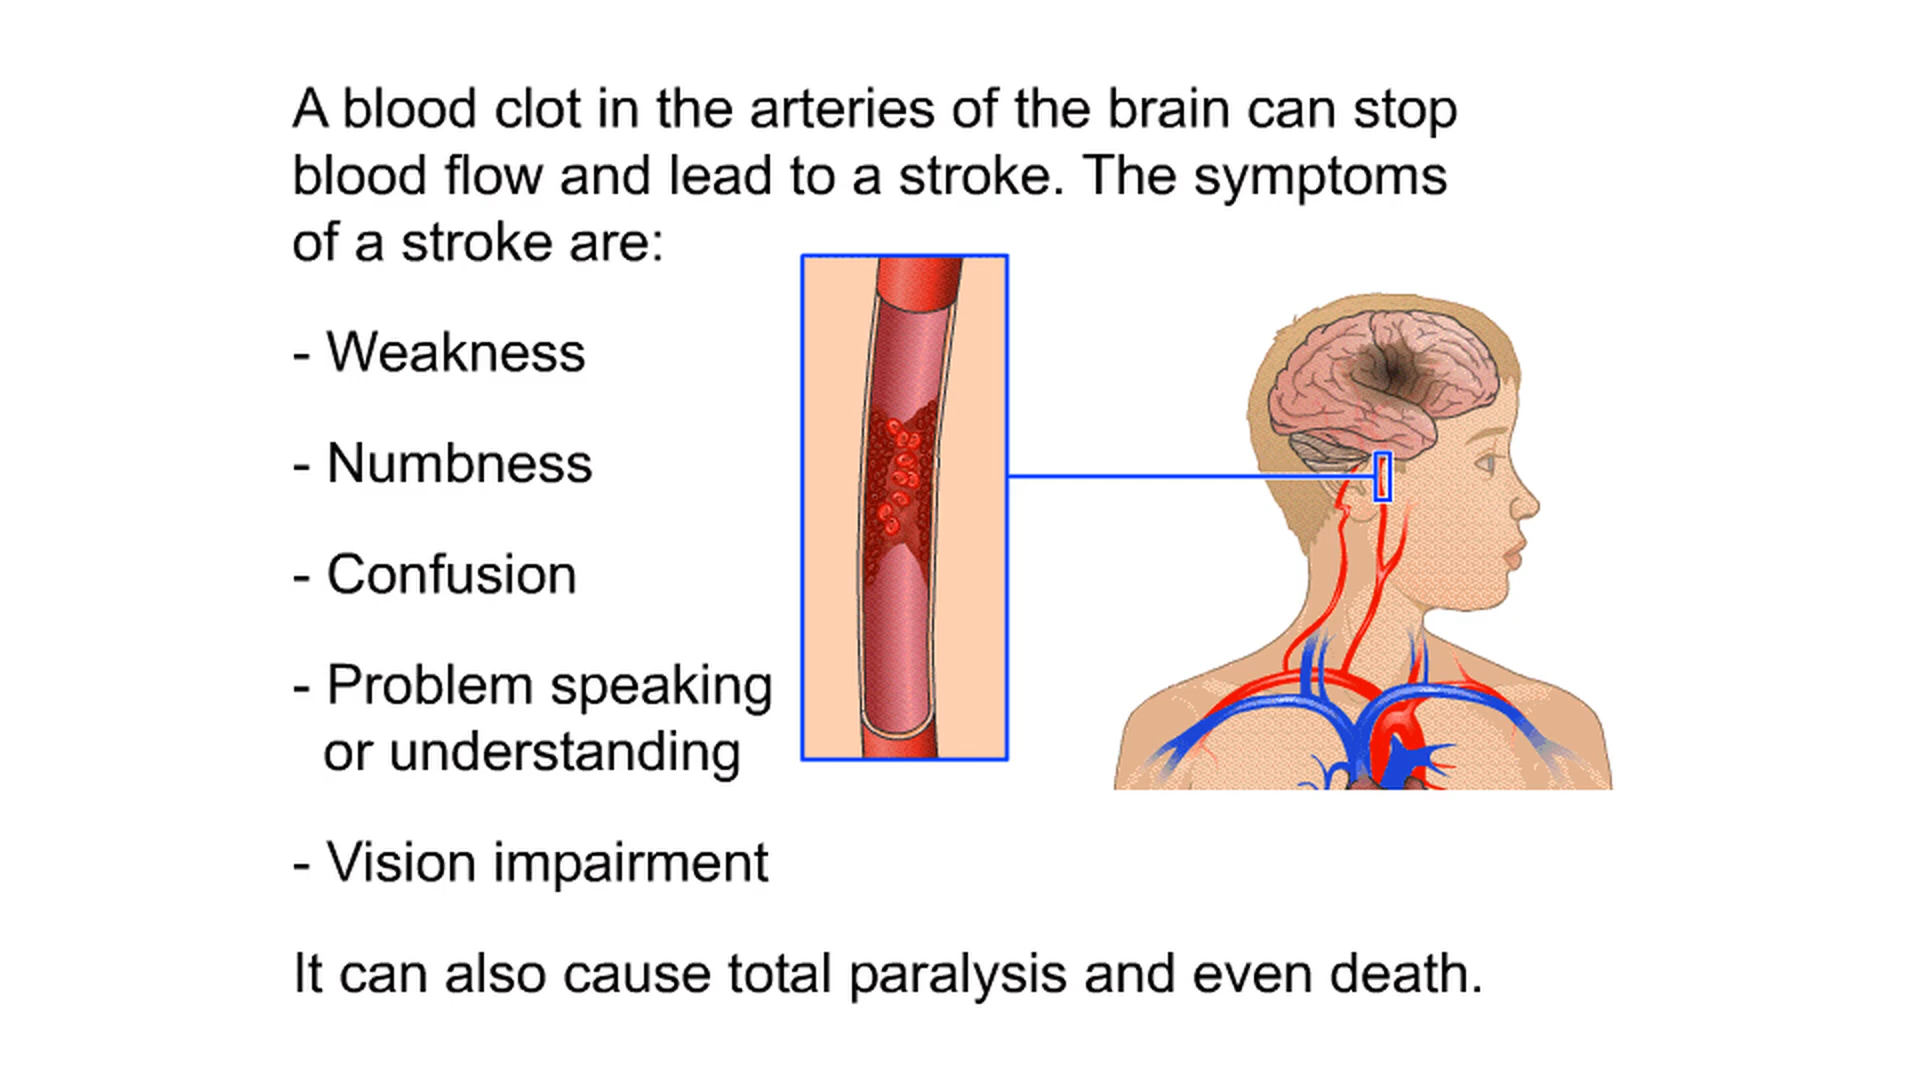 A blood clot in the arteries of the brain can stop
blood flow and lead to a stroke. The symptoms
of a stroke are:
- Weakness
- Numbness
- Confusion
- Problem speaking
or understanding
- Vision impairment
It can also cause total paralysis and even death.